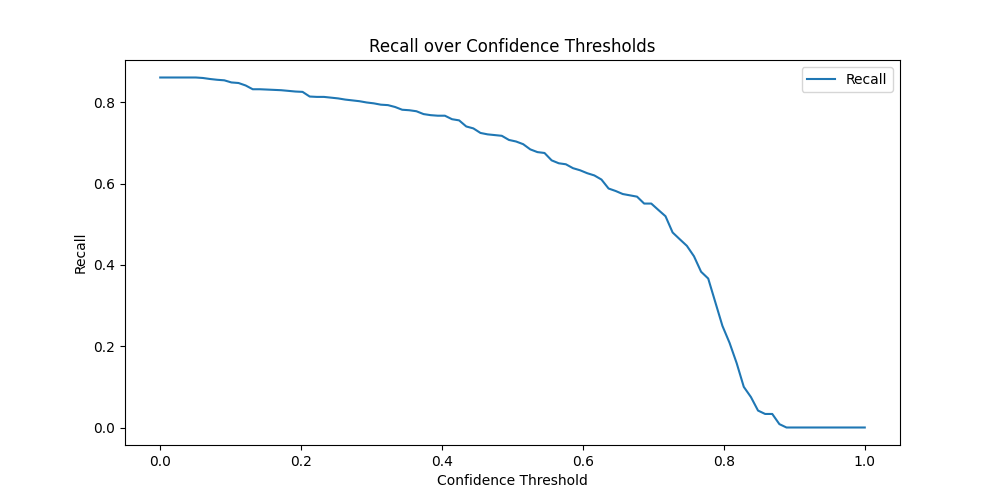 Recall over Confidence Thresholds
Recall
0.8
0.6
0.4
0.2
0.0
Recall
0.0 0.2 0.4 0.6 0.8 1.0
Confidence Threshold